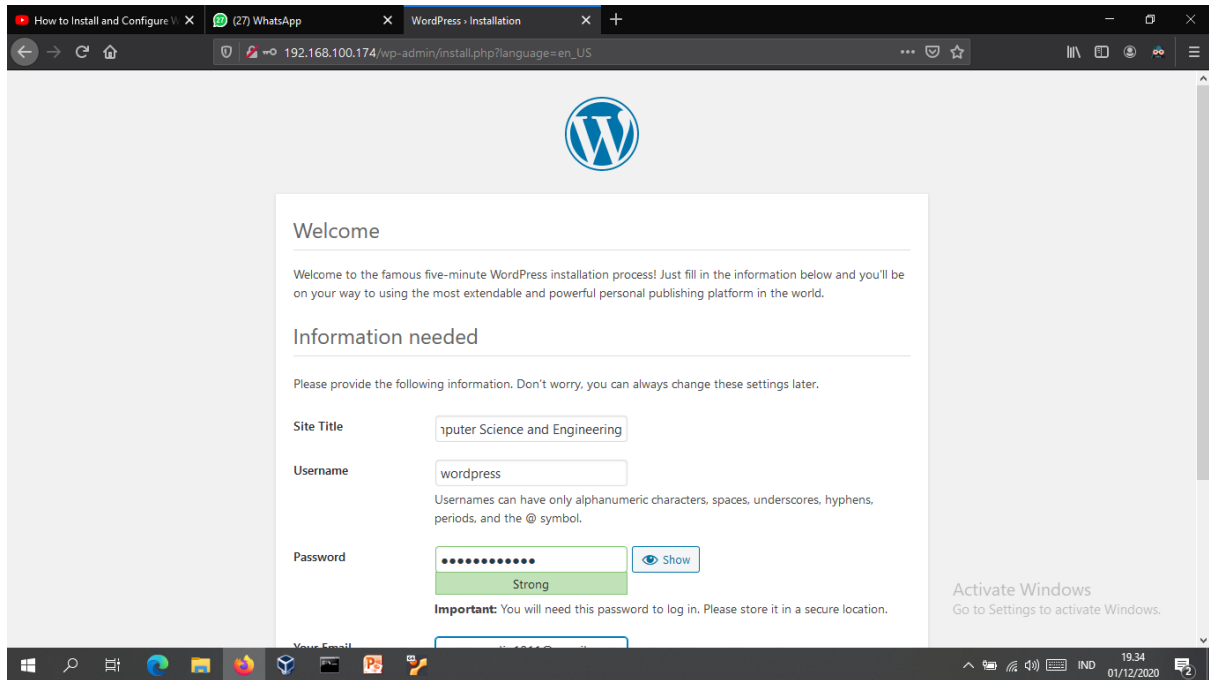 How to Install and Configure W
(27) WhatsApp
WordPress › Installation
192.168.100.174/wp-admin/install.php?language=en_US
Welcome
Welcome to the famous five-minute WordPress installation process! Just fill in the information below and you'll be
on your way to using the most extendable and powerful personal publishing platform in the world.
Information needed
Please provide the following information. Don't worry, you can always change these settings later.
Site Title
puter Science and Engineering
Username
wordpress
Usernames can have only alphanumeric characters, spaces, underscores, hyphens,
periods, and the @ symbol.
Password
●●●●●●●●●●●●
Show
Strong
Important: You will need this password to log in. Please store it in a secure location.
Your Email
Activate Windows
Go to Settings to activate Windows.
IND
19.34
01/12/2020
2